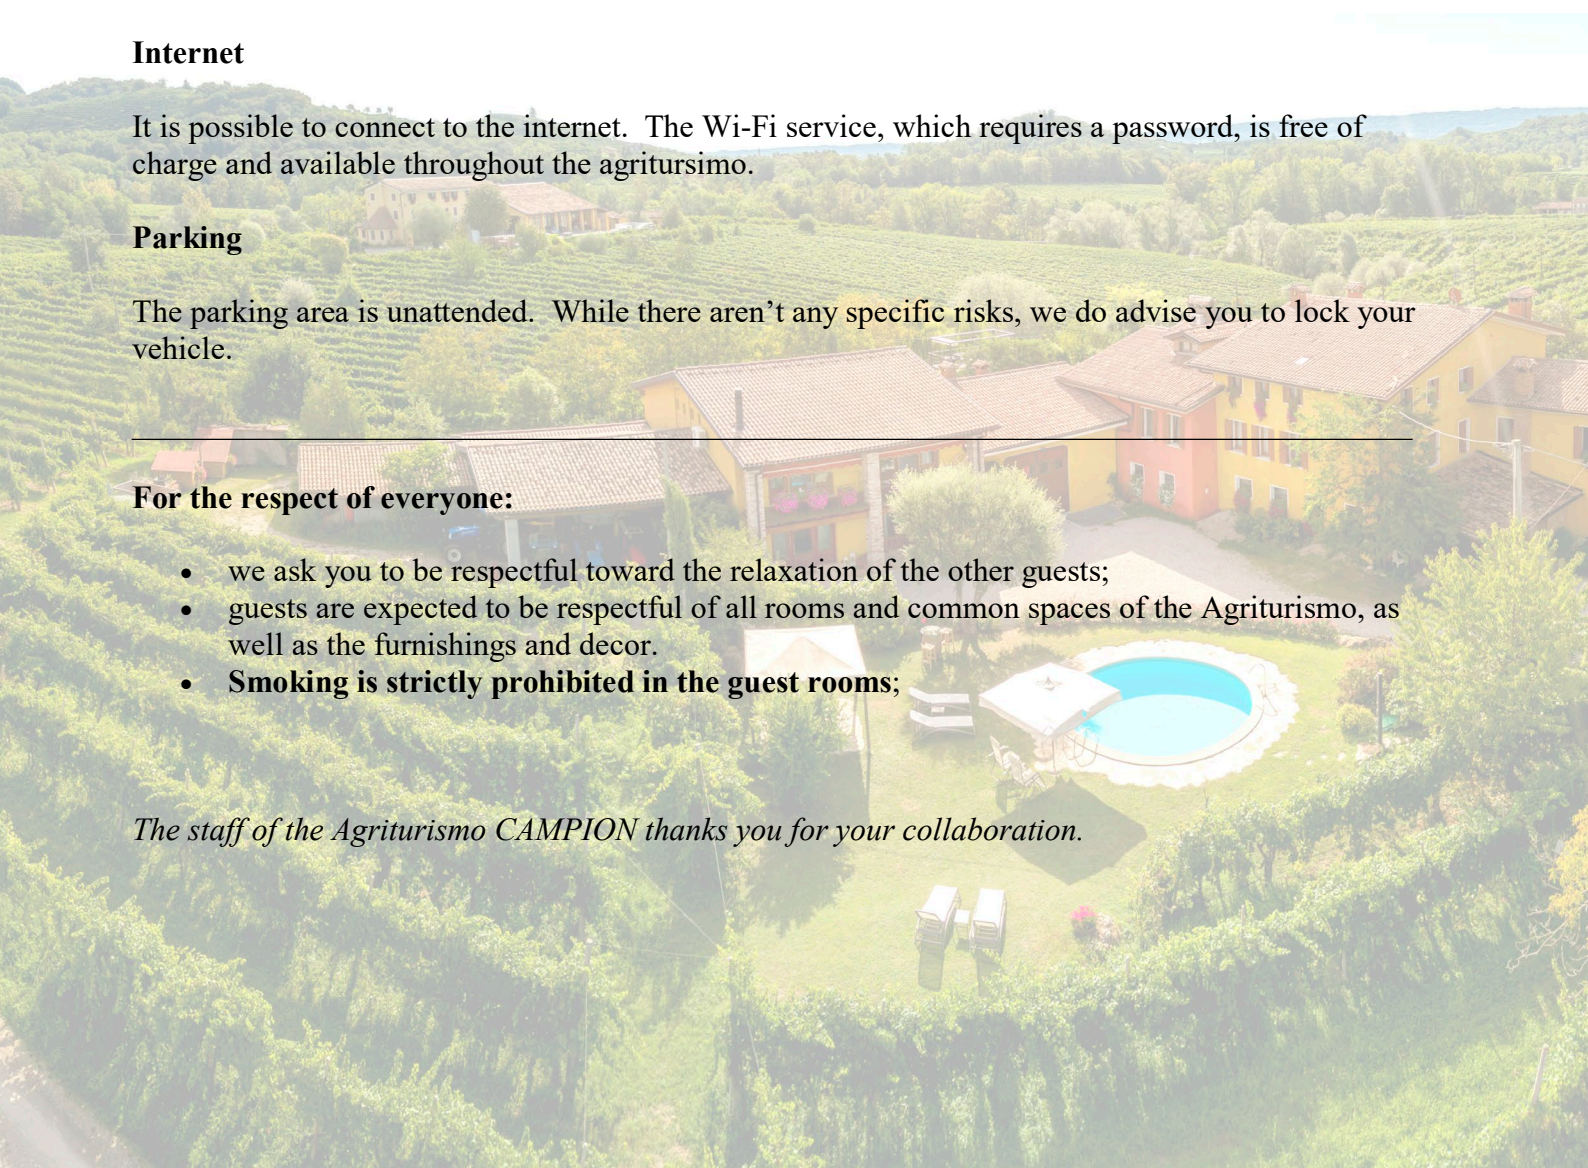 Internet
It is possible to connect to the internet.  The Wi-Fi service, which requires a password, is free of
charge and available throughout the agritursimo.
Parking
The parking area is unattended.  While there aren’t any specific risks, we do advise you to lock your
vehicle.
For the respect of everyone:
• we ask you to be respectful toward the relaxation of the other guests;
• guests are expected to be respectful of all rooms and common spaces of the Agriturismo, as
well as the furnishings and decor.
• Smoking is strictly prohibited in the guest rooms;
The staff of the Agriturismo CAMPION thanks you for your collaboration.